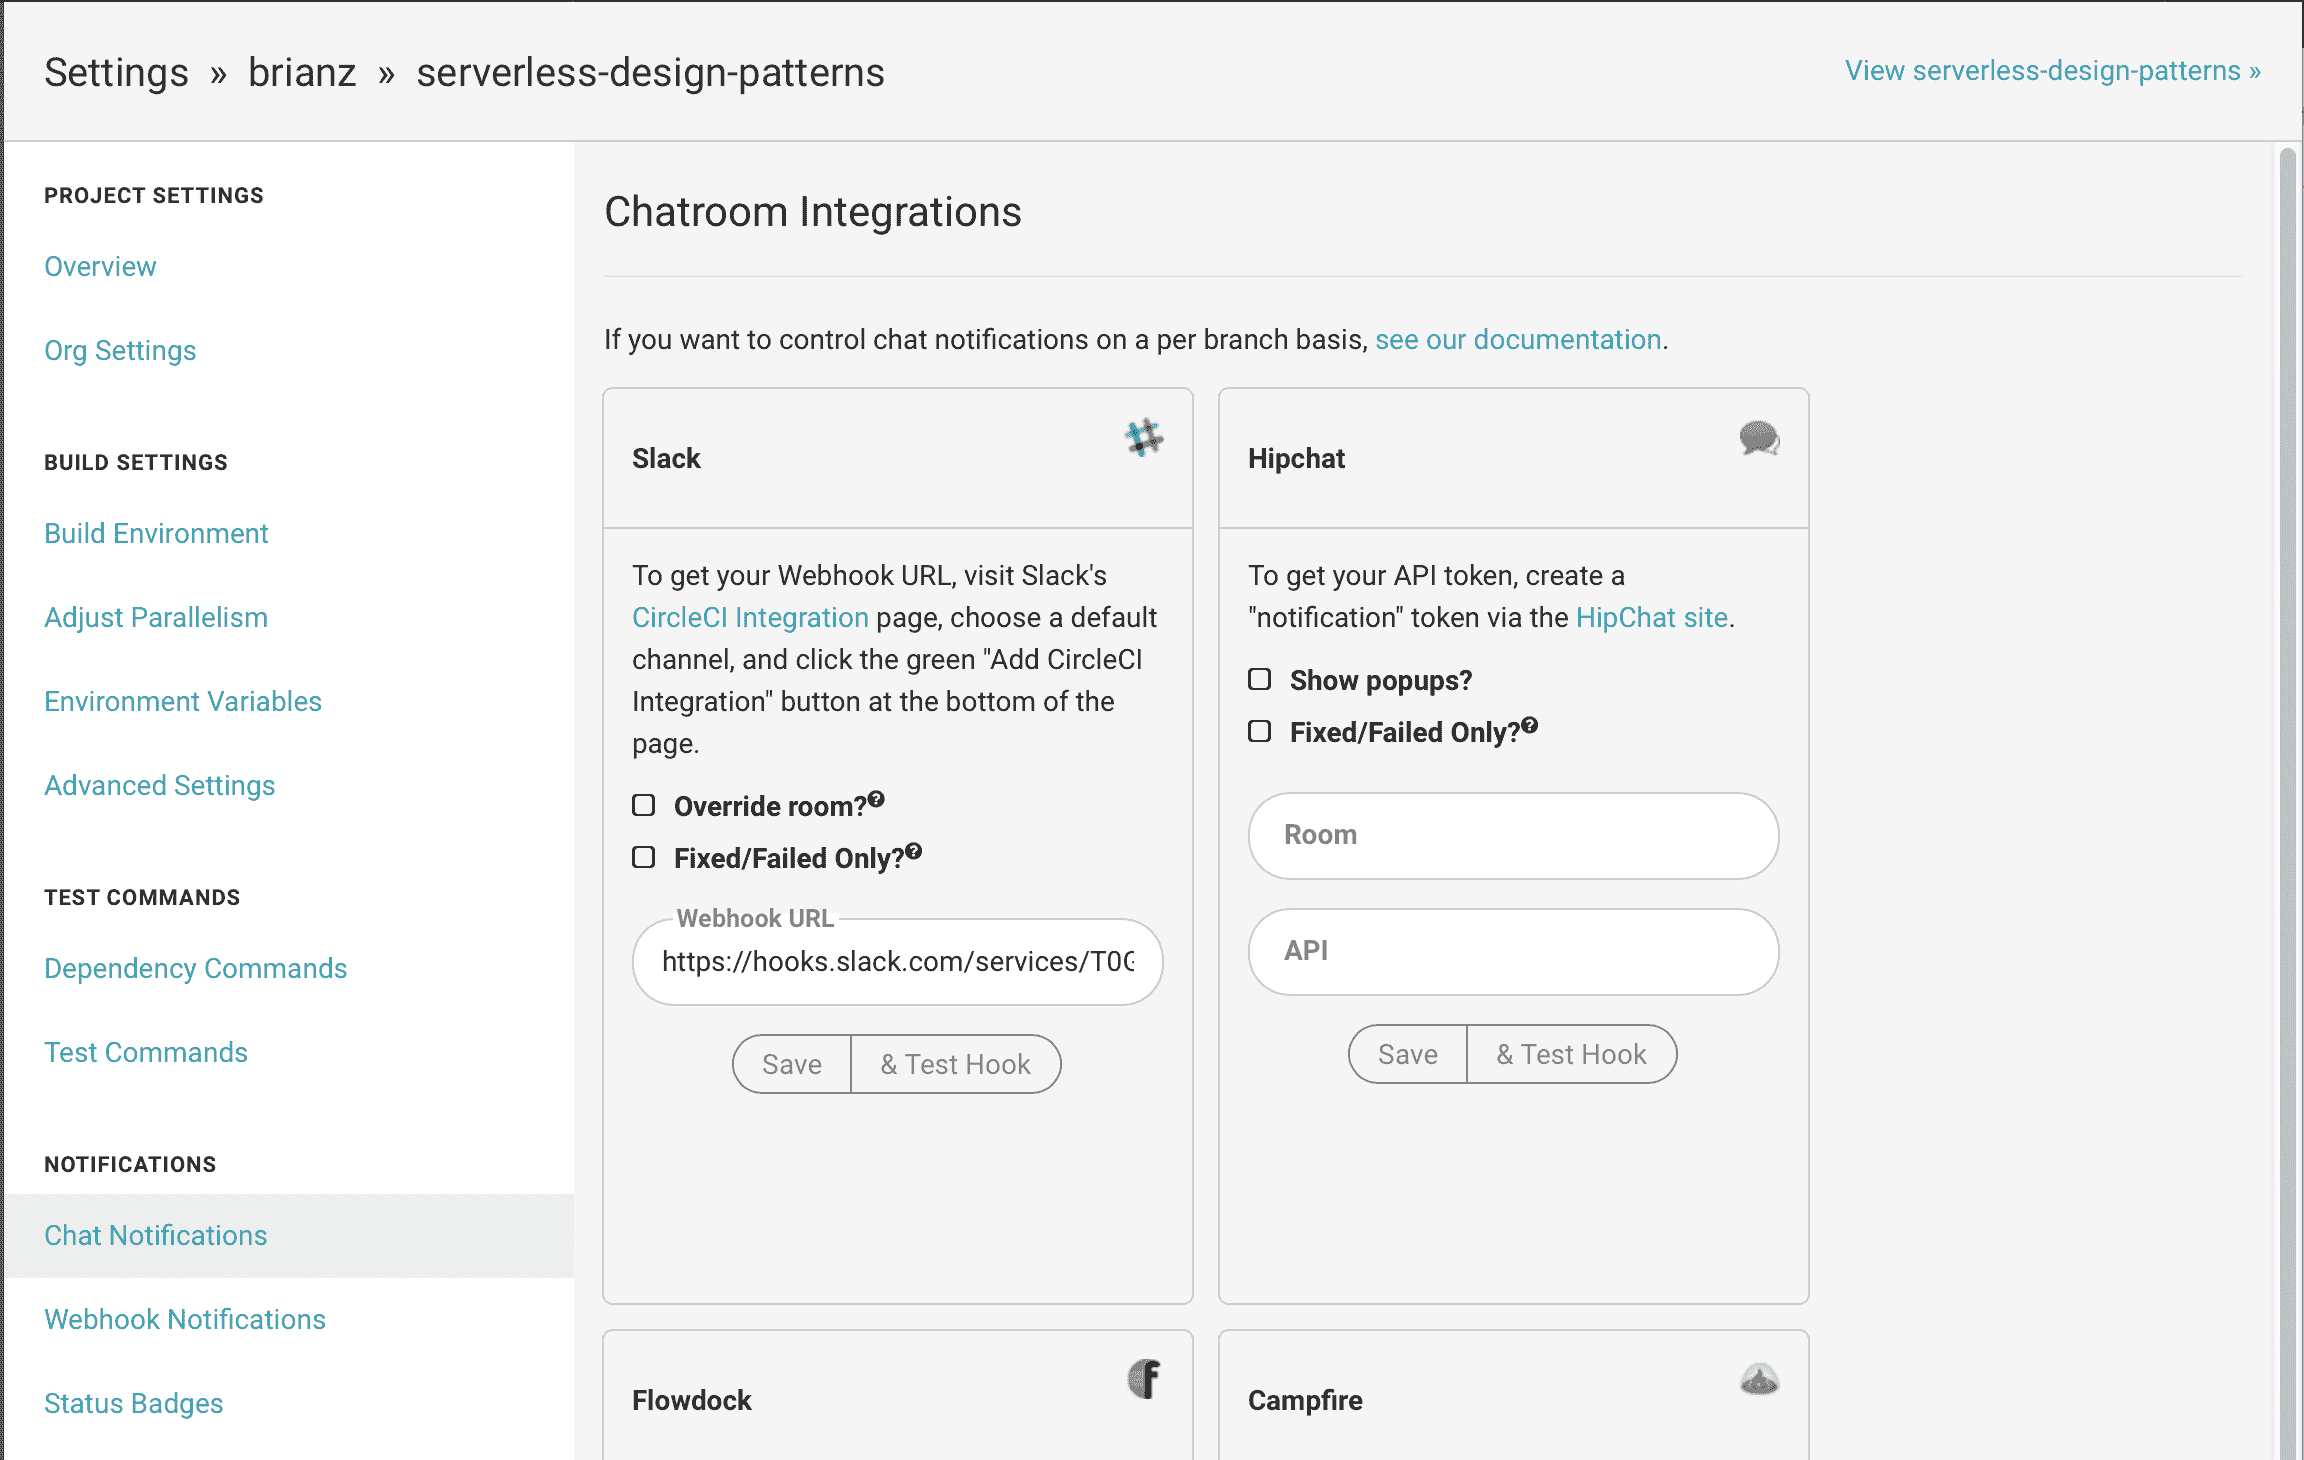 Settings » brianz » serverless-design-patterns
View serverless-design-patterns »
PROJECT SETTINGS
Overview
Org Settings
BUILD SETTINGS
Build Environment
Adjust Parallelism
Environment Variables
Advanced Settings
TEST COMMANDS
Dependency Commands
Test Commands
NOTIFICATIONS
Chat Notifications
Webhook Notifications
Status Badges
Chatroom Integrations
If you want to control chat notifications on a per branch basis, see our documentation.
Slack
To get your Webhook URL, visit Slack's
CircleCI Integration page, choose a default
channel, and click the green "Add CircleCI
Integration" button at the bottom of the
page.
Override room?
Fixed/Failed Only?
Webhook URL
https://hooks.slack.com/services/T0
Save & Test Hook
Hipchat
To get your API token, create a
"notification" token via the HipChat site.
Show popups?
Fixed/Failed Only?
Room
API
Save & Test Hook
Flowdock
Campfire